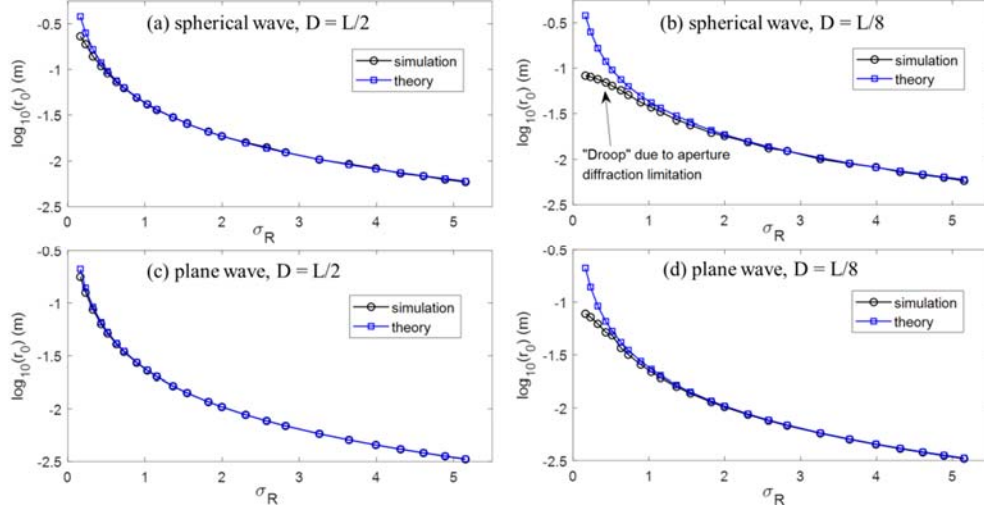 (a) spherical wave, D = L/2
simulation
theory
log10(r0) (m)
-0.5
-1
-1.5
-2
-2.5
0 1 2 3 4 5
σR
(b) spherical wave, D = L/8
simulation
theory
"Droop" due to aperture
diffraction limitation
log10(r0) (m)
-0.5
-1
-1.5
-2
-2.5
0 1 2 3 4 5
σR
(c) plane wave, D = L/2
simulation
theory
log10(r0) (m)
-0.5
-1
-1.5
-2
-2.5
0 1 2 3 4 5
σR
(d) plane wave, D = L/8
simulation
theory
log10(r0) (m)
-0.5
-1
-1.5
-2
-2.5
0 1 2 3 4 5
σR